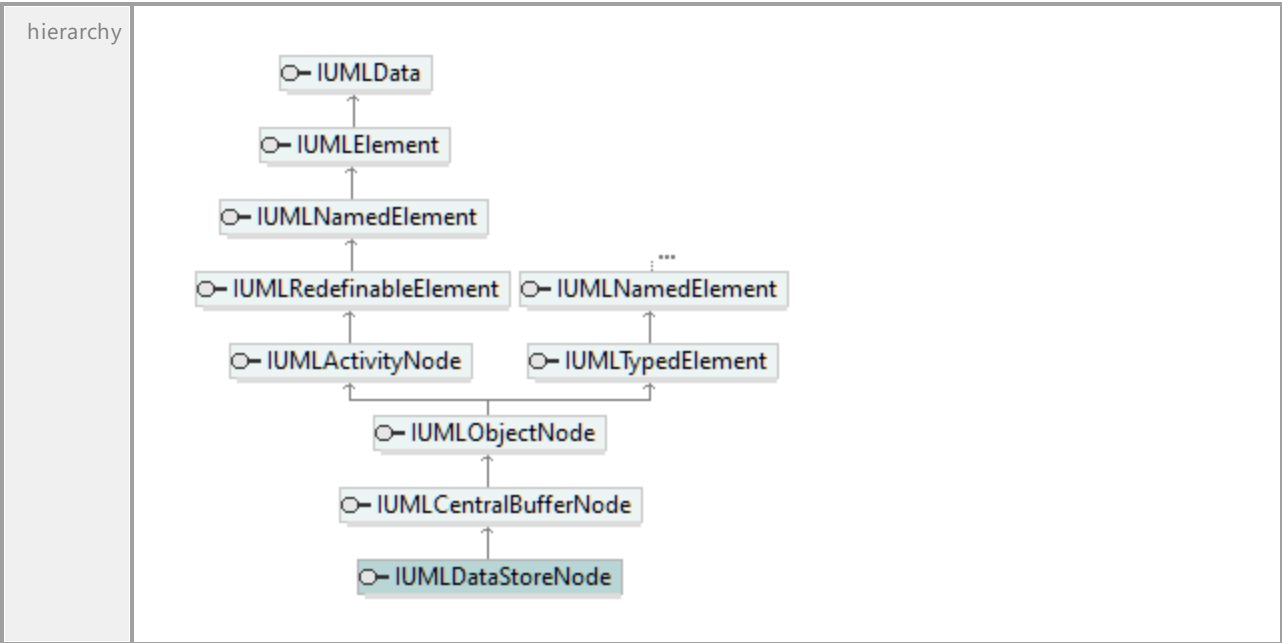 hierarchy
IUMLData
IUMLElement
IUMLNamedElement
...
IUMLRedefinableElement IUMLNamedElement
IUMLActivityNode IUMLTypedElement
IUMLObjectNode
IUMLCentralBufferNode
IUMLDataStoreNode